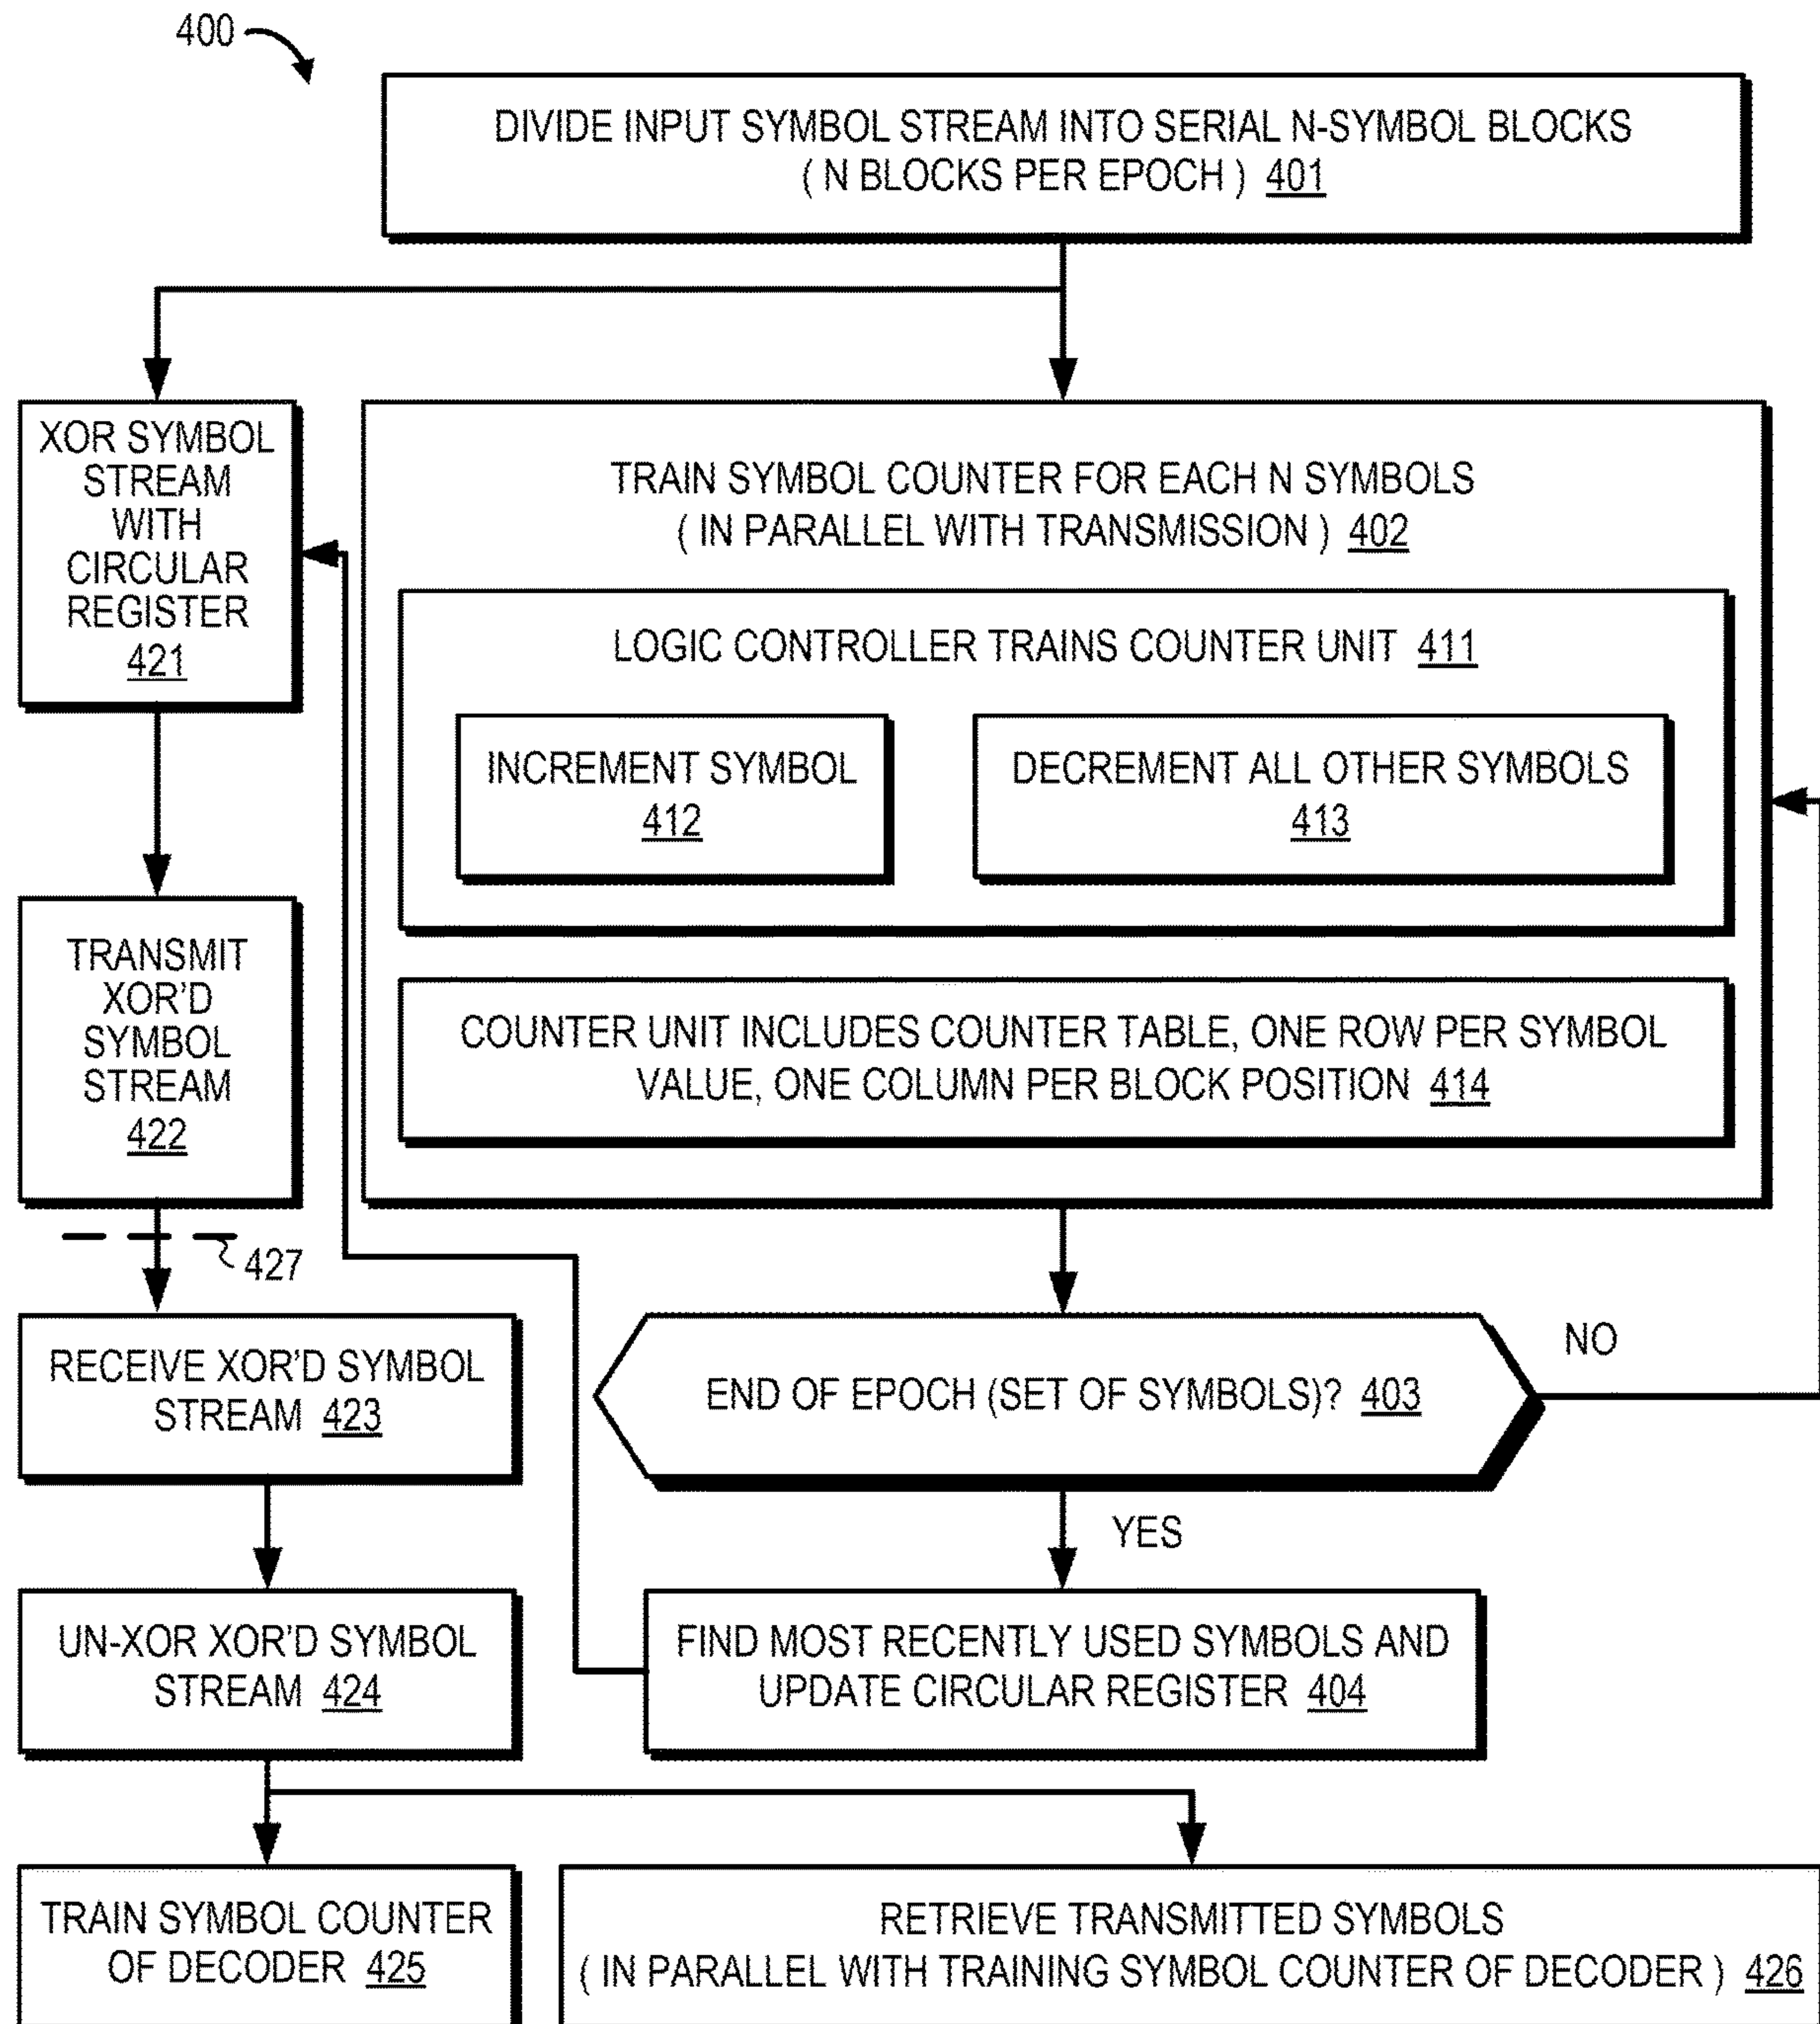 400
DIVIDE INPUT SYMBOL STREAM INTO SERIAL N-SYMBOL BLOCKS
( N BLOCKS PER EPOCH ) 401
XOR SYMBOL
STREAM
WITH
CIRCULAR
REGISTER
421
TRAIN SYMBOL COUNTER FOR EACH N SYMBOLS
( IN PARALLEL WITH TRANSMISSION ) 402
LOGIC CONTROLLER TRAINS COUNTER UNIT 411
INCREMENT SYMBOL
412
DECREMENT ALL OTHER SYMBOLS
413
TRANSMIT
XOR'D
SYMBOL
STREAM
422
COUNTER UNIT INCLUDES COUNTER TABLE, ONE ROW PER SYMBOL
VALUE, ONE COLUMN PER BLOCK POSITION 414
427
RECEIVE XOR'D SYMBOL
STREAM 423
END OF EPOCH (SET OF SYMBOLS)? 403
NO
YES
UN-XOR XOR'D SYMBOL
STREAM 424
FIND MOST RECENTLY USED SYMBOLS AND
UPDATE CIRCULAR REGISTER 404
TRAIN SYMBOL COUNTER
OF DECODER 425
RETRIEVE TRANSMITTED SYMBOLS
( IN PARALLEL WITH TRAINING SYMBOL COUNTER OF DECODER ) 426